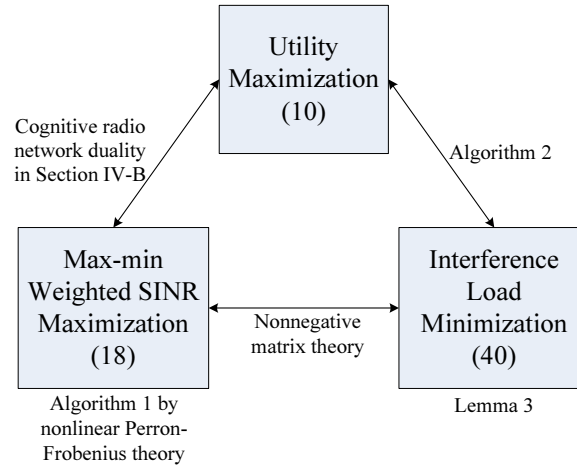 Utility
Maximization
(10)
Cognitive radio
network duality
in Section IV-B
Algorithm 2
Max-min
Weighted SINR
Maximization
(18)
Nonnegative
matrix theory
Interference
Load
Minimization
(40)
Algorithm 1 by
nonlinear Perron-
Frobenius theory
Lemma 3